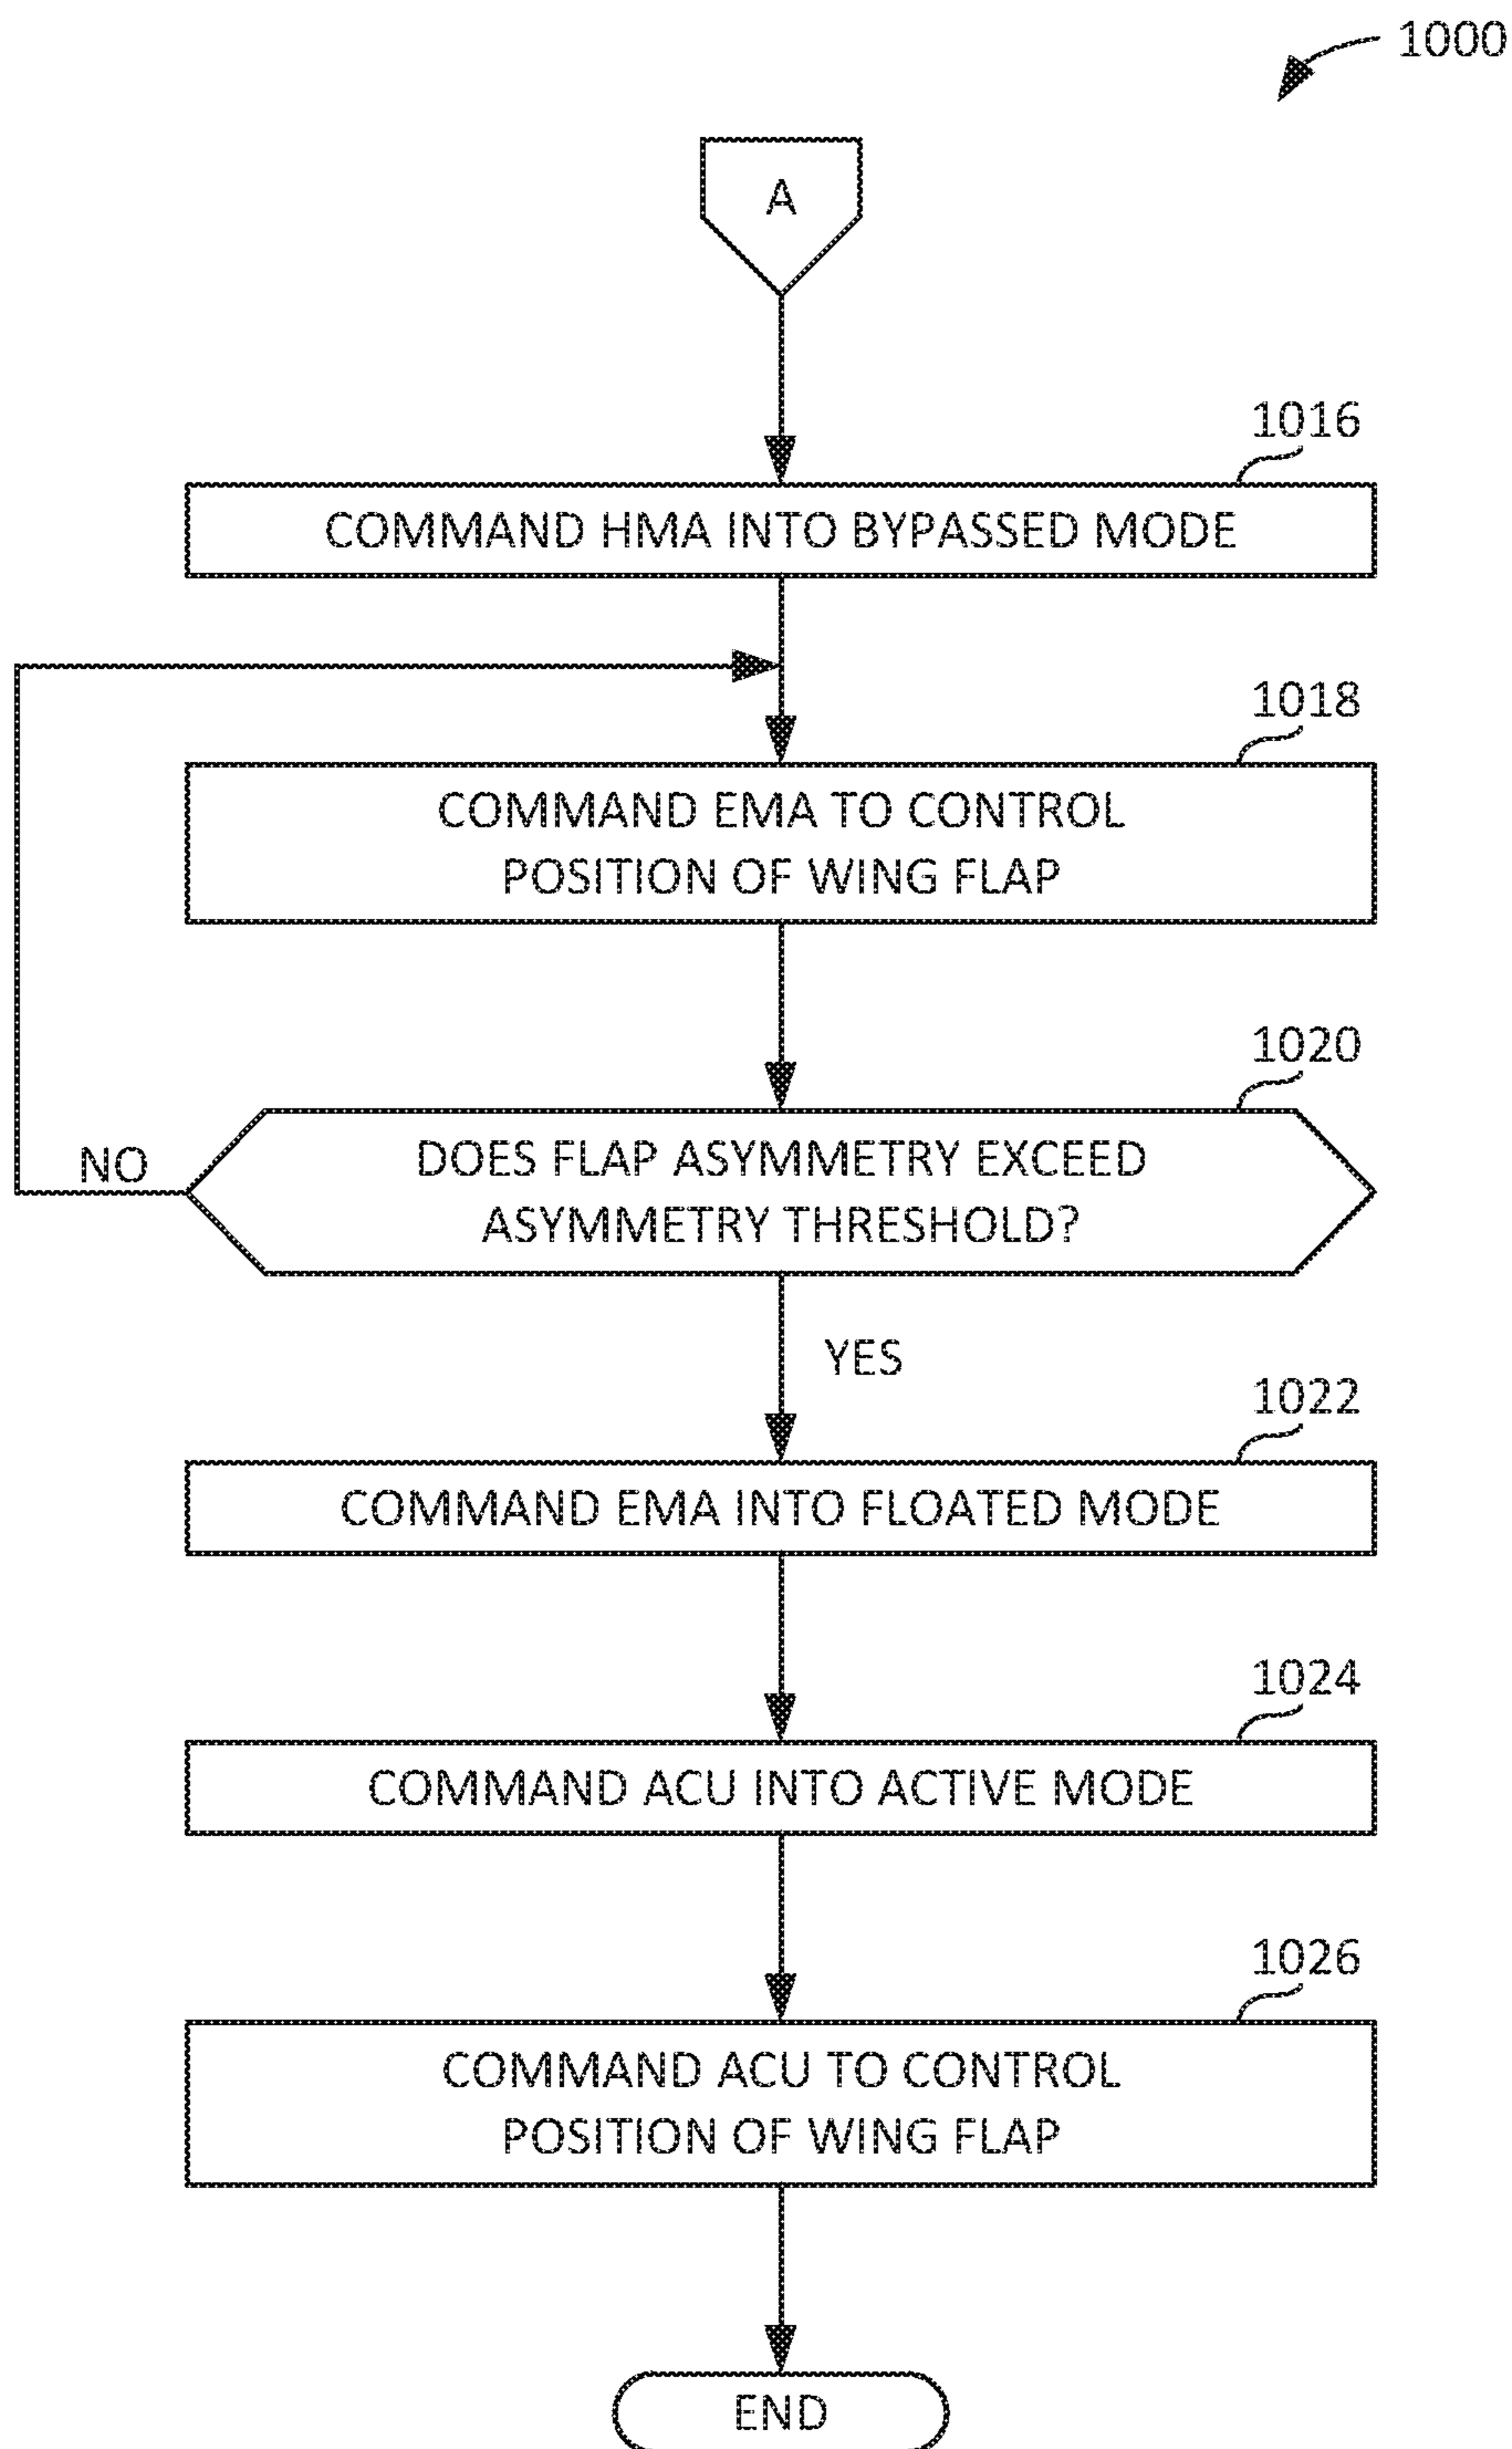 1000
A
1016
COMMAND HMA INTO BYPASSED MODE
1018
COMMAND EMA TO CONTROL
POSITION OF WING FLAP
1020
DOES FLAP ASYMMETRY EXCEED
ASYMMETRY THRESHOLD?
NO
YES
1022
COMMAND EMA INTO FLOATED MODE
1024
COMMAND ACU INTO ACTIVE MODE
1026
COMMAND ACU TO CONTROL
POSITION OF WING FLAP
END